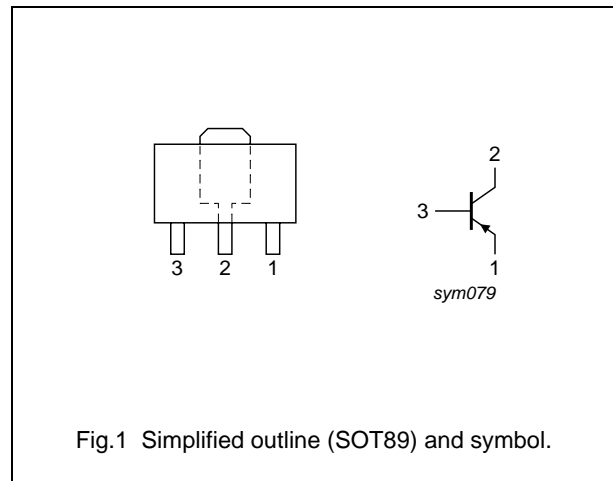 2
3
3 2 1
1
sym079
Fig.1 Simplified outline (SOT89) and symbol.